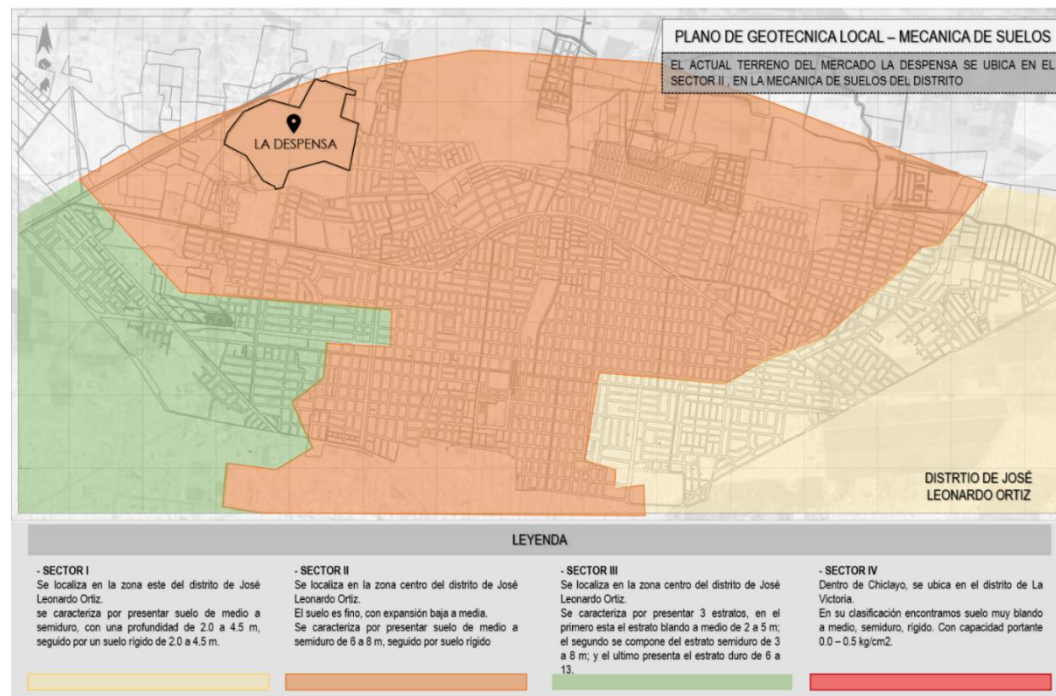 PLANO DE GEOTECNICA LOCAL – MECANICA DE SUELOS
EL ACTUAL TERRENO DEL MERCADO LA DESPENSA SE UBICA EN EL
SECTOR II , EN LA MECANICA DE SUELOS DEL DISTRITO
LA DESPENSA
DISTRTIO DE JOSÉ
LEONARDO ORTIZ
LEYENDA
- SECTOR I
Se localiza en la zona este del distrito de José
Leonardo Ortiz.
se caracteriza por presentar suelo de medio a
semiduro, con una profundidad de 2.0 a 4.5 m,
seguido por un suelo rígido de 2.0 a 4.5 m.
- SECTOR II
Se localiza en la zona centro del distrito de José
Leonardo Ortiz.
El suelo es fino, con expansión baja a media.
Se caracteriza por presentar suelo de medio a
semiduro de 6 a 8 m, seguido por suelo rígido
- SECTOR III
Se localiza en la zona centro del distrito de José
Leonardo Ortiz.
Se caracteriza por presentar 3 estratos, en el
primero esta el estrato blando a medio de 2 a 5 m;
el segundo se compone del estrato semiduro de 3
a 8 m; y el ultimo presenta el estrato duro de 6 a
13.
- SECTOR IV
Dentro de Chiclayo, se ubica en el distrito de La
Victoria.
En su clasificación encontramos suelo muy blando
a medio, semiduro, rígido. Con capacidad portante
0.0 – 0.5 kg/cm2.